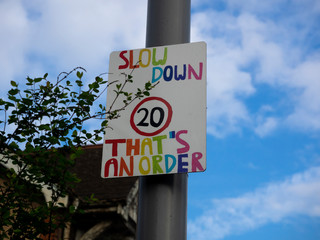 SLOW
DOWN
20
THAT'S
AN ORDER